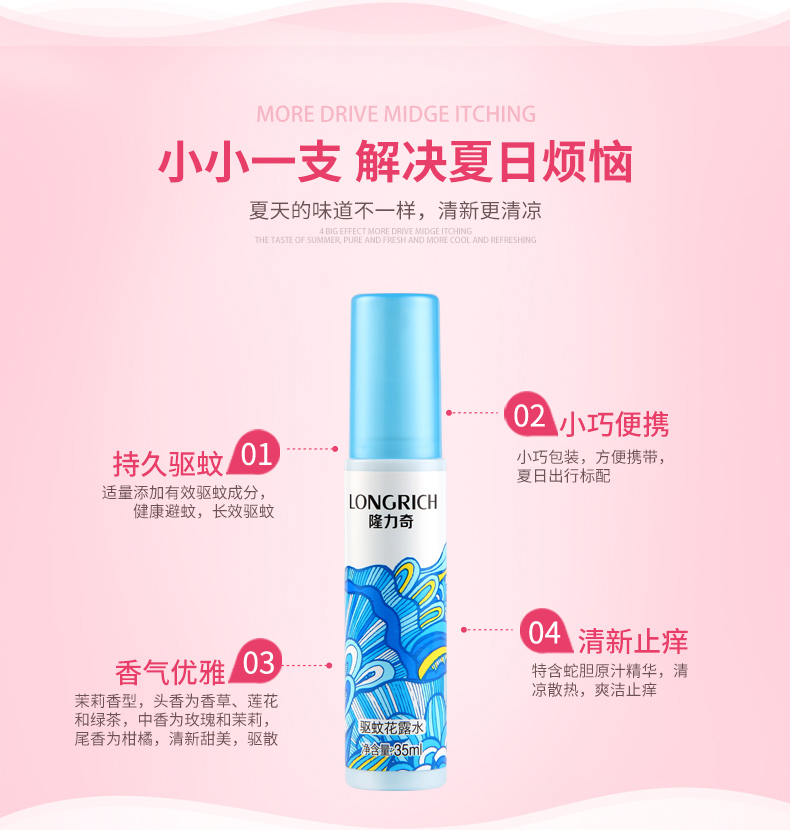 MORE DRIVE MIDGE ITCHING
小小一支 解决夏日烦恼
夏天的味道不一样，清新更清凉
4 BIG EFFECT MORE DRIVE MIDGE ITCHING
THE TASTE OF SUMMER, PURE AND FRESH AND MORE COOL AND REFRESHING
持久驱蚊 01
适量添加有效驱蚊成分，
健康避蚊，长效驱蚊
02 小巧便携
小巧包装，方便携带，
夏日出行标配
LONGRICH
隆力奇
香气优雅 03
茉莉香型，头香为香草、莲花
和绿茶，中香为玫瑰和茉莉，
尾香为柑橘，清新甜美，驱散
04 清新止痒
特含蛇胆原汁精华，清
凉散热，爽洁止痒
驱蚊花露水
净含量:35ml